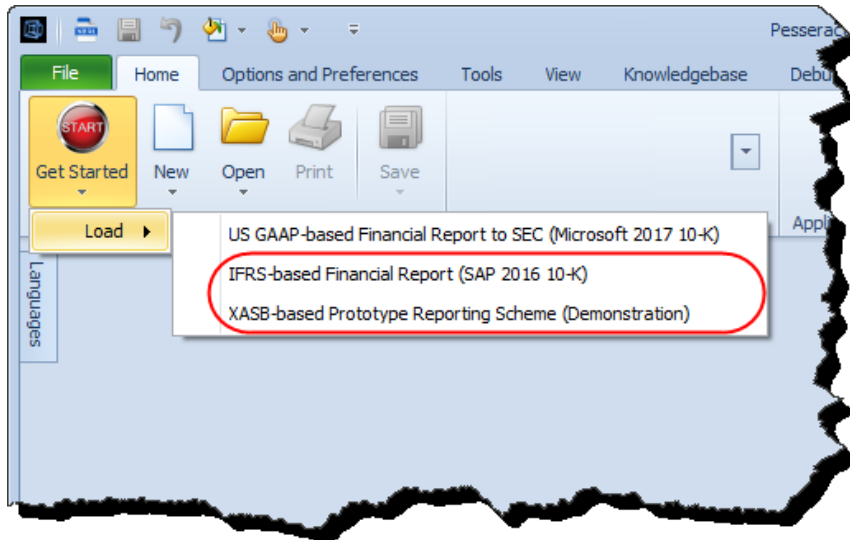 Pesserac
File Home Options and Preferences Tools View Knowledgebase Debu
START
Get Started New Open Print Save
Load
Appli
US GAAP-based Financial Report to SEC (Microsoft 2017 10-K)
IFRS-based Financial Report (SAP 2016 10-K)
XASB-based Prototype Reporting Scheme (Demonstration)
Languages